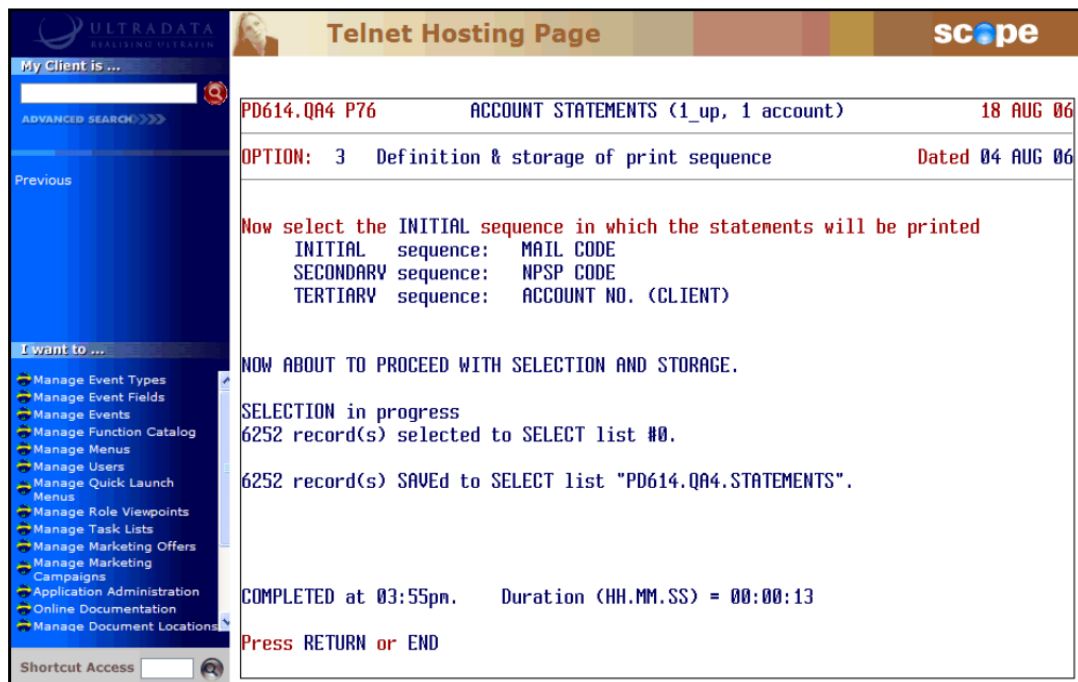 ULTRADATA
REALISING ULTRAFIN
Telnet Hosting Page
scope
My Client is ...
ADVANCED SEARCH
Previous
PD614.QA4 P76 ACCOUNT STATEMENTS (1_up, 1 account) 18 AUG 06
OPTION: 3 Definition & storage of print sequence Dated 04 AUG 06
Now select the INITIAL sequence in which the statements will be printed
INITIAL sequence: MAIL CODE
SECONDARY sequence: NPSP CODE
TERTIARY sequence: ACCOUNT NO. (CLIENT)
NOW ABOUT TO PROCEED WITH SELECTION AND STORAGE.
SELECTION in progress
6252 record(s) selected to SELECT list #0.
6252 record(s) SAVEd to SELECT list "PD614.QA4.STATEMENTS".
COMPLETED at 03:55pm. Duration (HH.MM.SS) = 00:00:13
Press RETURN or END
I want to ...
Manage Event Types
Manage Event Fields
Manage Events
Manage Function Catalog
Manage Menus
Manage Users
Manage Quick Launch
Menus
Manage Role Viewpoints
Manage Task Lists
Manage Marketing Offers
Manage Marketing
Campaigns
Application Administration
Online Documentation
Manage Document Locations
Shortcut Access